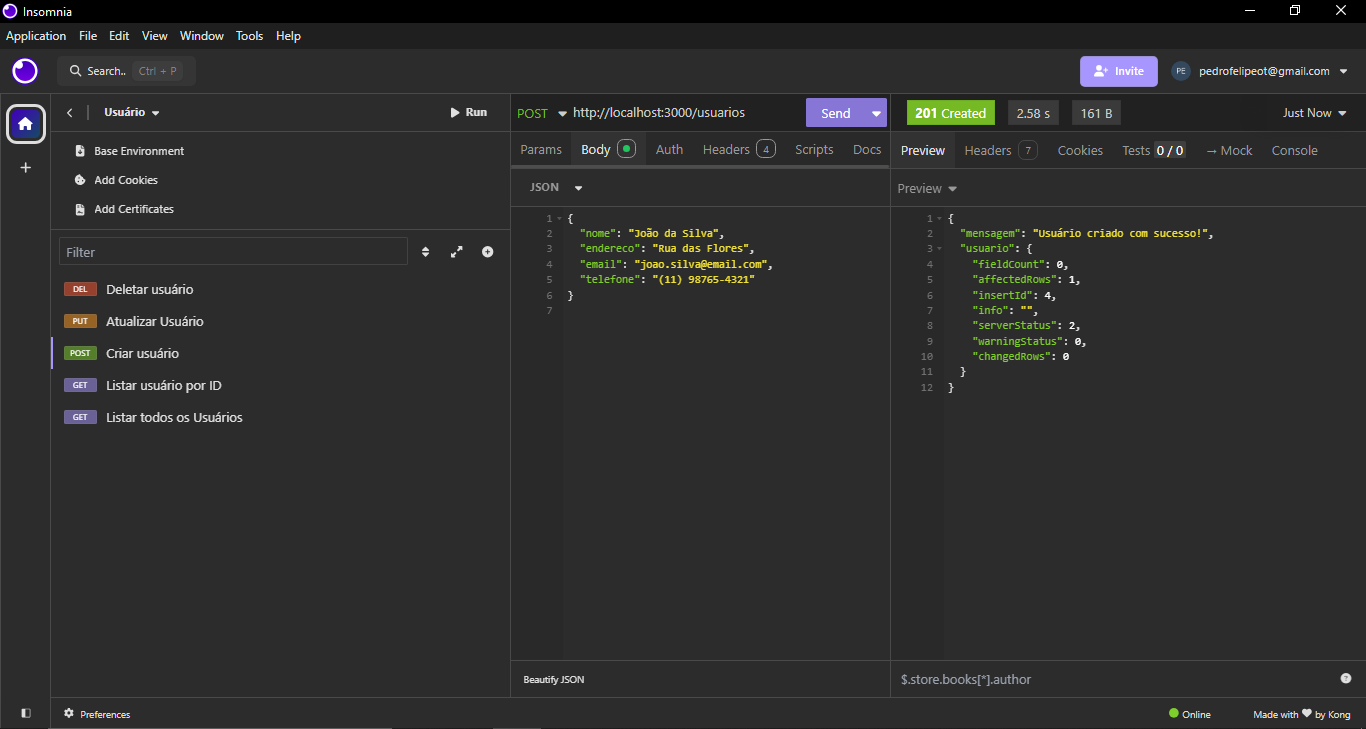 Insomnia
Application File Edit View Window Tools Help
Search.. Ctrl + P
Invite
PE pedrofelipeot@gmail.com
Usuário
Run
Base Environment
Add Cookies
Add Certificates
Filter
DEL Deletar usuário
PUT Atualizar Usuário
POST Criar usuário
GET Listar usuário por ID
GET Listar todos os Usuários
POST http://localhost:3000/usuarios Send
Params Body Auth Headers 4 Scripts Docs
JSON
1 {
2 "nome": "João da Silva",
3 "endereco": "Rua das Flores",
4 "email": "joao.silva@email.com",
5 "telefone": "(11) 98765-4321"
6 }
7
Beautify JSON
201 Created 2.58 s 161 B Just Now
Preview Headers 7 Cookies Tests 0 / 0 → Mock Console
Preview
1 {
2 "mensagem": "Usuário criado com sucesso!",
3 "usuario": {
4 "fieldCount": 0,
5 "affectedRows": 1,
6 "insertId": 4,
7 "info": "",
8 "serverStatus": 2,
9 "warningStatus": 0,
10 "changedRows": 0
11 }
12 }
$.store.books[*].author
Preferences
Online
Made with ♥ by Kong